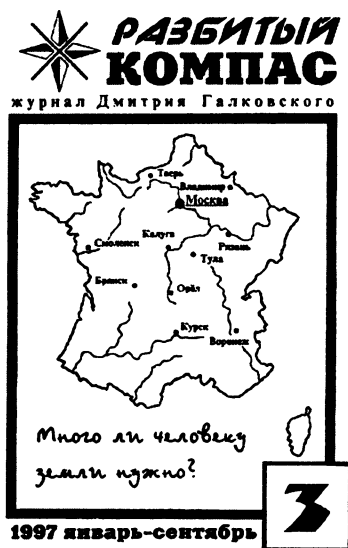 РАЗБИТЫЙ
КОМПАС
журнал Дмитрия Галковского
Тверь
Владимир
Москва
Калуга
Смоленск
Рязань
Тула
Брянск
Орёл
Курск
Воронеж
Много ли человеку
земли нужно?
3
1997 январь-сентябрь